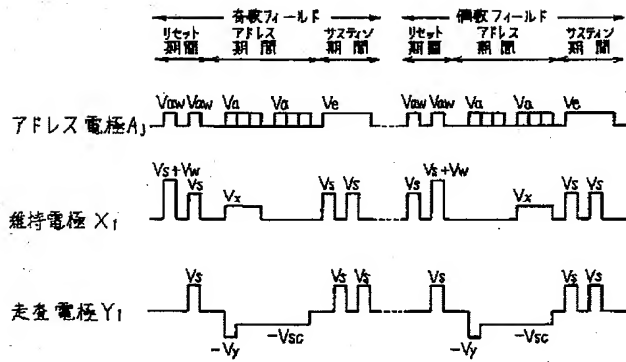 奇数フィールド 偶数フィールド
リセット アドレス サスティン リセット アドレス サスティン
期間 期間 期間 期間 期間 期間
Vaw Vaw Va Va Ve Vaw Vaw Va Va Ve
アドレス電極Aj
Vs+Vw Vs Vx Vs Vs Vs Vs+Vw Vx Vs Vs
維持電極X1
Vs Vs Vs Vs Vs Vs
走査電極Y1
-Vy -Vsc -Vy -Vsc